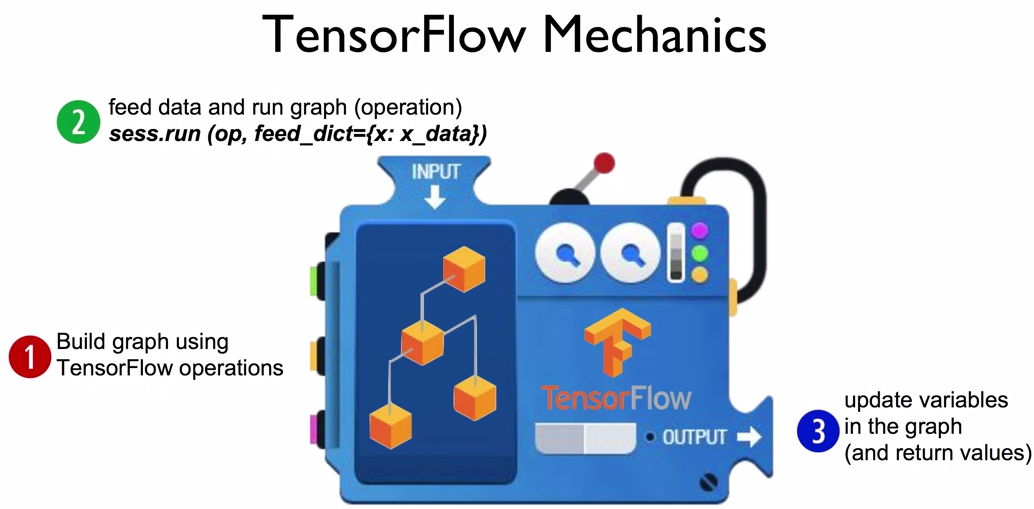 TensorFlow Mechanics
2
feed data and run graph (operation)
sess.run (op, feed_dict={x: x_data})
INPUT
1
Build graph using
TensorFlow operations
TensorFlow
OUTPUT
3
update variables
in the graph
(and return values)